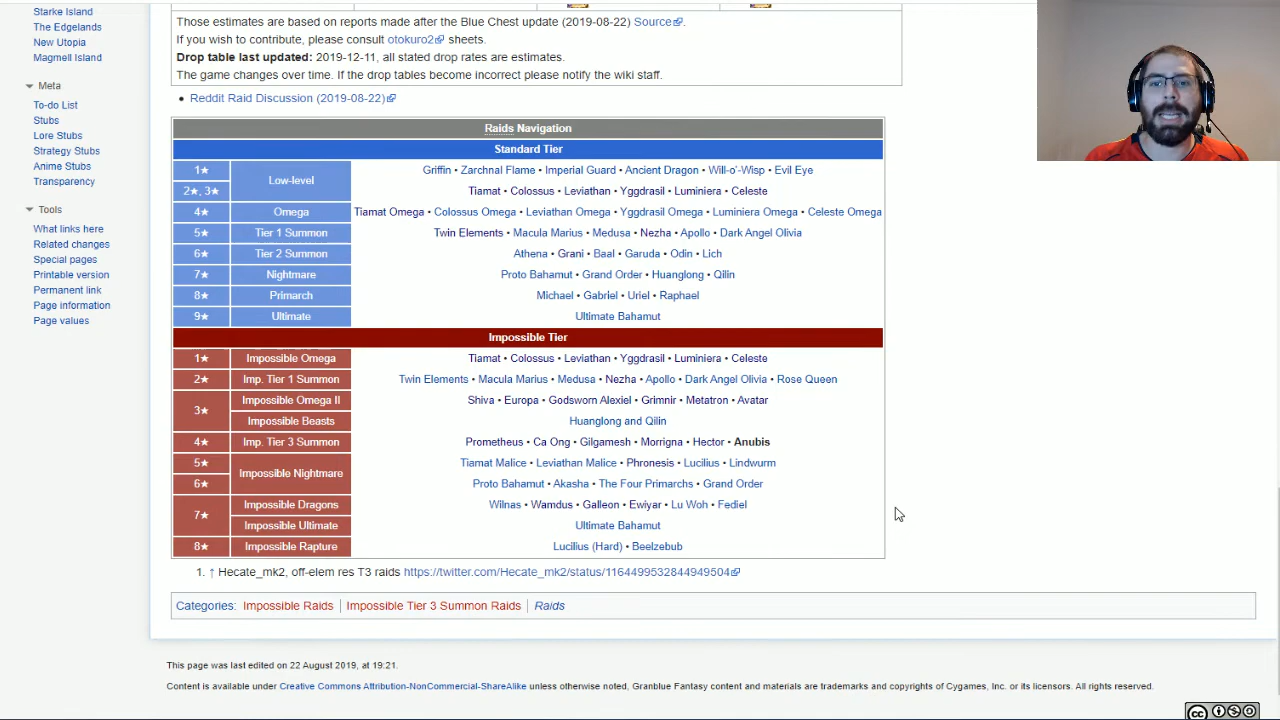 Starke Island
The Edgelands
New Utopia
Magmell Island
Meta
To-do List
Stubs
Lore Stubs
Strategy Stubs
Anime Stubs
Transparency
Tools
What links here
Related changes
Special pages
Printable version
Permanent link
Page information
Page values
Those estimates are based on reports made after the Blue Chest update (2019-08-22) Source.
If you wish to contribute, please consult otokuro2 sheets.
Drop table last updated: 2019-12-11, all stated drop rates are estimates.
The game changes over time. If the drop tables become incorrect please notify the wiki staff.
• Reddit Raid Discussion (2019-08-22)
Raids Navigation
Standard Tier
1★ Low-level Griffin • Zarchnal Flame • Imperial Guard • Ancient Dragon • Will-o'-Wisp • Evil Eye
2★, 3★ Tiamat • Colossus • Leviathan • Yggdrasil • Luminiera • Celeste
4★ Omega Tiamat Omega • Colossus Omega • Leviathan Omega • Yggdrasil Omega • Luminiera Omega • Celeste Omega
5★ Tier 1 Summon Twin Elements • Macula Marius • Medusa • Nezha • Apollo • Dark Angel Olivia
6★ Tier 2 Summon Athena • Grani • Baal • Garuda • Odin • Lich
7★ Nightmare Proto Bahamut • Grand Order • Huanglong • Qilin
8★ Primarch Michael • Gabriel • Uriel • Raphael
9★ Ultimate Ultimate Bahamut
Impossible Tier
1★ Impossible Omega Tiamat • Colossus • Leviathan • Yggdrasil • Luminiera • Celeste
2★ Imp. Tier 1 Summon Twin Elements • Macula Marius • Medusa • Nezha • Apollo • Dark Angel Olivia • Rose Queen
3★ Impossible Omega II Shiva • Europa • Godsworn Alexiel • Grimnir • Metatron • Avatar
Impossible Beasts Huanglong and Qilin
4★ Imp. Tier 3 Summon Prometheus • Ca Ong • Gilgamesh • Morrigna • Hector • Anubis
5★ Impossible Nightmare Tiamat Malice • Leviathan Malice • Phronesis • Lucilius • Lindwurm
6★ Proto Bahamut • Akasha • The Four Primarchs • Grand Order
7★ Impossible Dragons Wilnas • Wamdus • Galleon • Ewiyar • Lu Woh • Fediel
Impossible Ultimate Ultimate Bahamut
8★ Impossible Rapture Lucilius (Hard) • Beelzebub
1. ↑ Hecate_mk2, off-elem res T3 raids https://twitter.com/Hecate_mk2/status/1164499532844949504
Categories: Impossible Raids | Impossible Tier 3 Summon Raids | Raids
This page was last edited on 22 August 2019, at 19:21.
Content is available under Creative Commons Attribution-NonCommercial-ShareAlike unless otherwise noted, Granblue Fantasy content and materials are trademarks and copyrights of Cygames, Inc. or its licensors. All rights reserved.